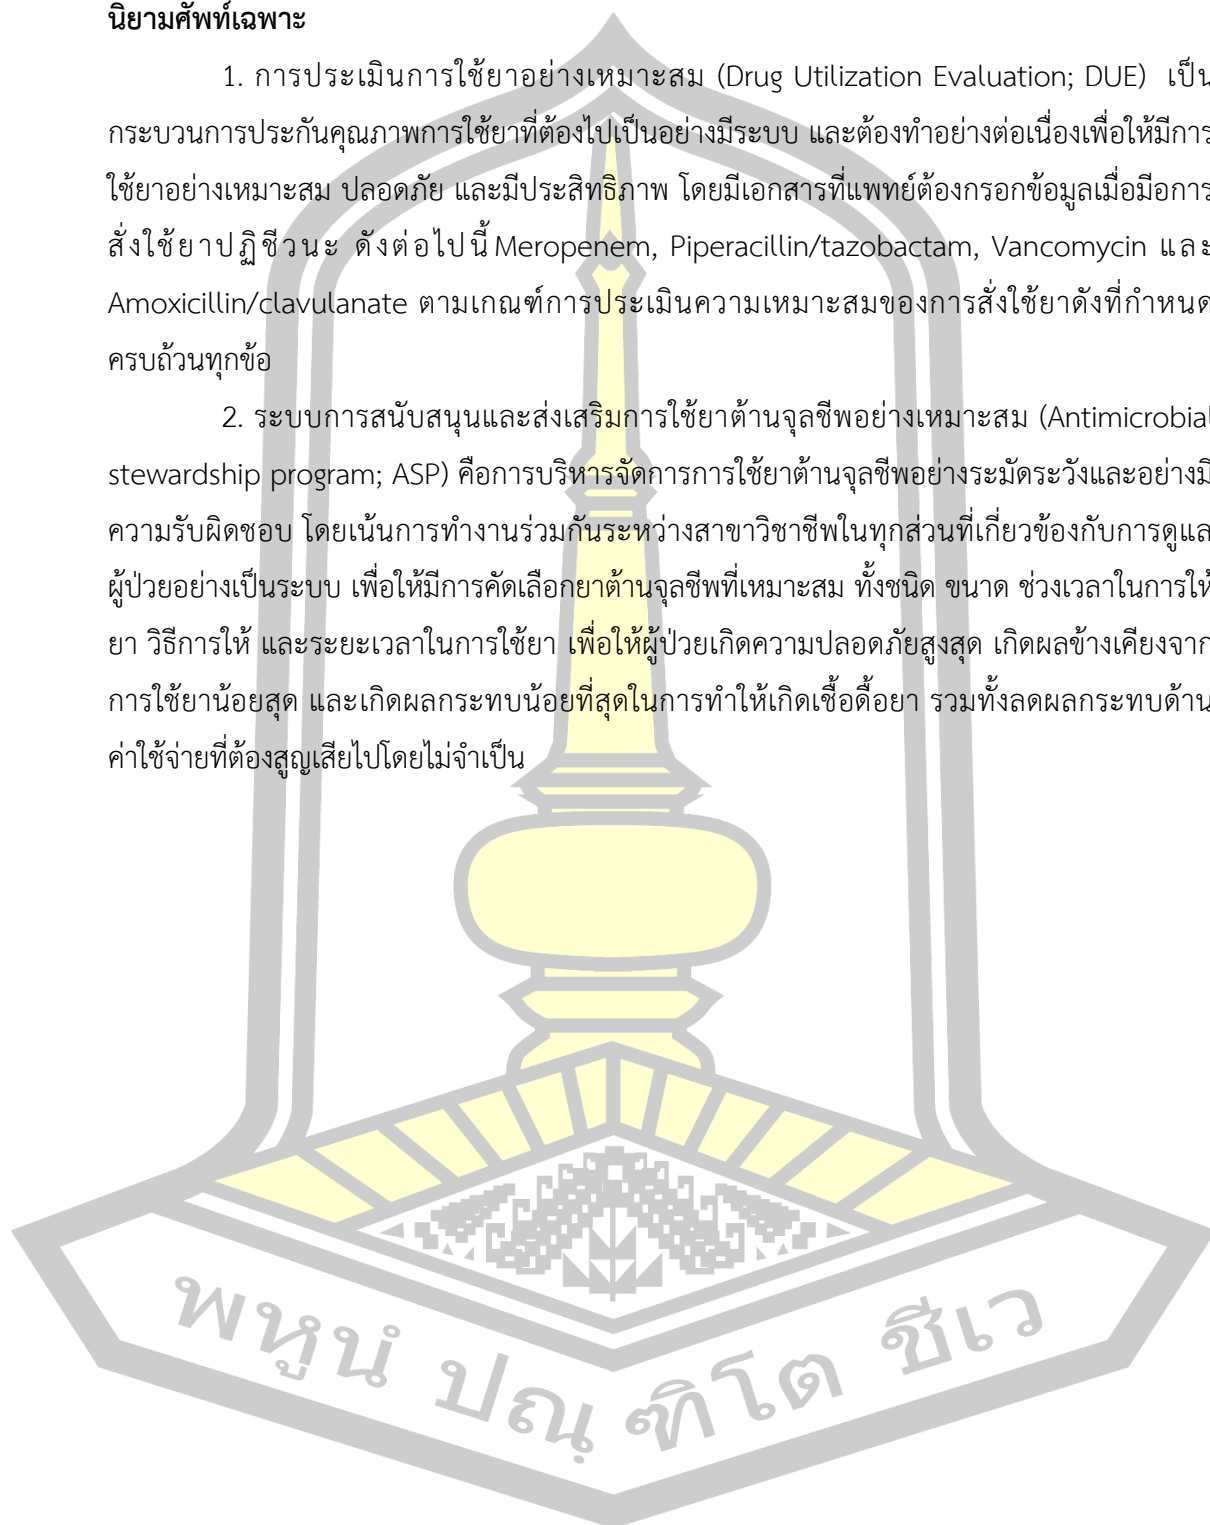 นิยามศัพท์เฉพาะ
1. การประเมินการใช้ยาอย่างเหมาะสม (Drug Utilization Evaluation; DUE) เป็น
กระบวนการประกันคุณภาพการใช้ยาที่ต้องไปเป็นอย่างมีระบบ และต้องทำอย่างต่อเนื่องเพื่อให้มีการ
ใช้ยาอย่างเหมาะสม ปลอดภัย และมีประสิทธิภาพ โดยมีเอกสารที่แพทย์ต้องกรอกข้อมูลเมื่อมีอการ
สั่งใช้ยาปฏิชีวนะ ดังต่อไปนี้ Meropenem, Piperacillin/tazobactam, Vancomycin และ
Amoxicillin/clavulanate ตามเกณฑ์การประเมินความเหมาะสมของการสั่งใช้ยาดังที่กำหนด
ครบถ้วนทุกข้อ
2. ระบบการสนับสนุนและส่งเสริมการใช้ยาต้านจุลชีพอย่างเหมาะสม (Antimicrobial
stewardship program; ASP) คือการบริหารจัดการการใช้ยาต้านจุลชีพอย่างระมัดระวังและอย่างมี
ความรับผิดชอบ โดยเน้นการทำงานร่วมกันระหว่างสาขาวิชาชีพในทุกส่วนที่เกี่ยวข้องกับการดูแล
ผู้ป่วยอย่างเป็นระบบ เพื่อให้มีการคัดเลือกยาต้านจุลชีพที่เหมาะสม ทั้งชนิด ขนาด ช่วงเวลาในการให้
ยา วิธีการให้ และระยะเวลาในการใช้ยา เพื่อให้ผู้ป่วยเกิดความปลอดภัยสูงสุด เกิดผลข้างเคียงจาก
การใช้ยาน้อยสุด และเกิดผลกระทบน้อยที่สุดในการทำให้เกิดเชื้อดื้อยา รวมทั้งลดผลกระทบด้าน
ค่าใช้จ่ายที่ต้องสูญเสียไปโดยไม่จำเป็น
พหูนํ ปณฺฑิโต ชีเว